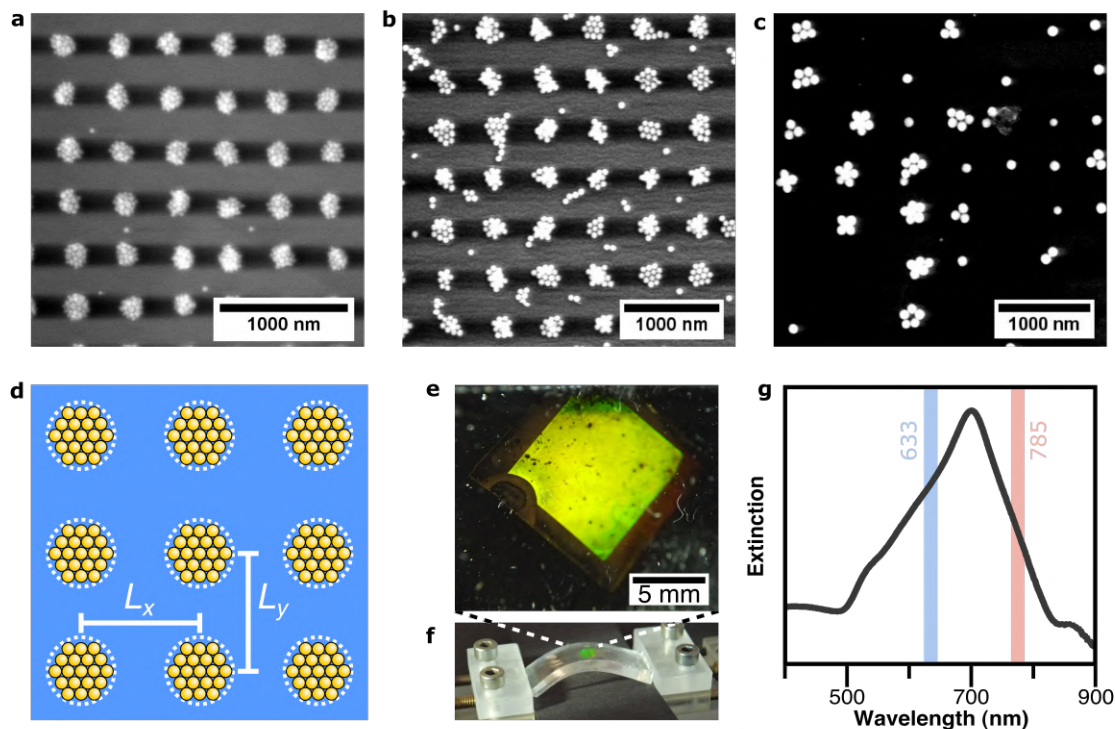 a
b
c
1000 nm
1000 nm
1000 nm
d
e
g
Lx
Ly
5 mm
f
633
785
Extinction
500
700
900
Wavelength (nm)